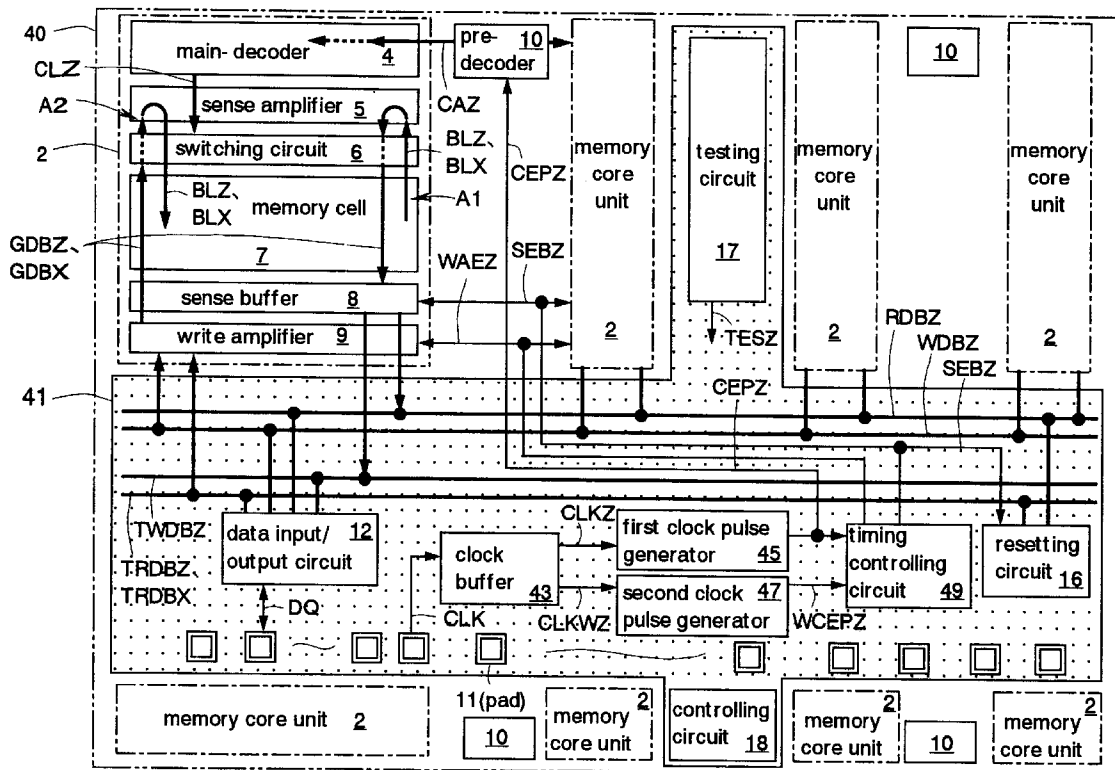 40
main-decoder
4
pre-
decoder
10
CLZ
CAZ
A2
sense amplifier
5
2
switching circuit
6
BLZ、
BLX
CEPZ
memory
core
unit
2
testing
circuit
17
TESZ
memory
core
unit
2
10
memory
core
unit
2
BLZ、
BLX
memory cell
7
A1
GDBZ、
GDBX
WAEZ
SEBZ
sense buffer
8
write amplifier
9
RDBZ
WDBZ
SEBZ
CEPZ
41
TWDBZ
TRDBZ、
TRDBX
data input/
output circuit
12
DQ
clock
buffer
43
CLK
CLKZ
CLKWZ
first clock pulse
generator
45
second clock
pulse generator
47
WCEPZ
timing
controlling
circuit
49
resetting
circuit
16
11(pad)
memory core unit
2
10
memory
core unit
2
controlling
circuit
18
memory
core unit
2
10
memory
core unit
2